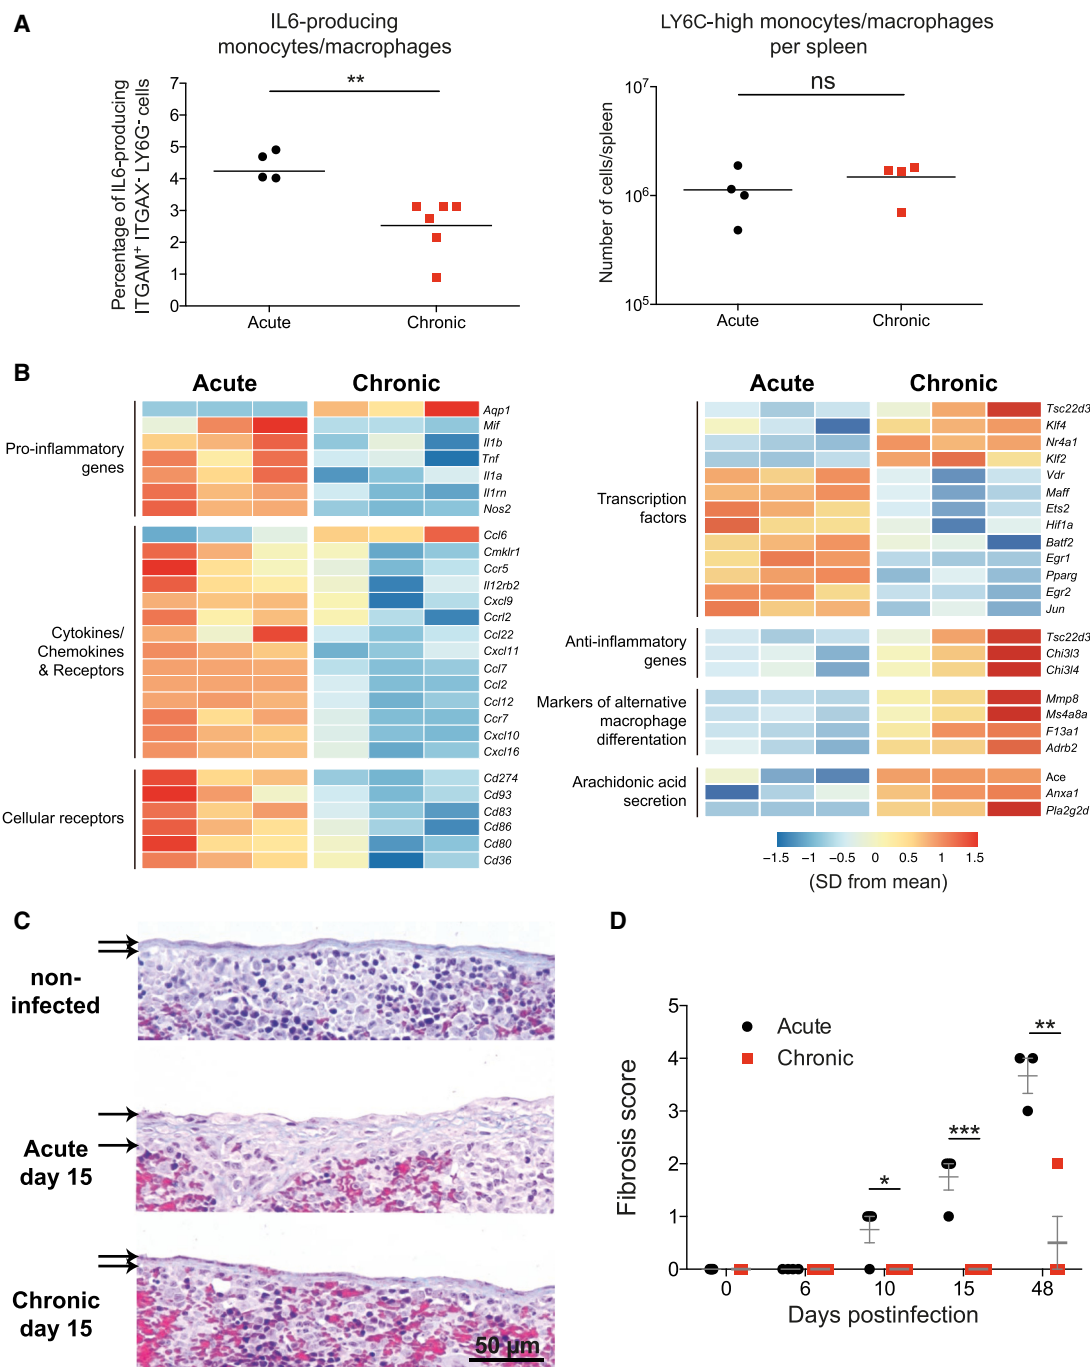 A
IL6-producing
monocytes/macrophages
Percentage of IL6-producing
ITGAM+ ITGAX- LY6G- cells
7
6
5
4
3
2
1
0
**
Acute
Chronic
LY6C-high monocytes/macrophages
per spleen
Number of cells/spleen
10^7
10^6
10^5
ns
Acute
Chronic
B
Acute
Chronic
Pro-inflammatory
genes
Aqp1
Mif
Il1b
Tnf
Il1a
Il1rn
Nos2
Cytokines/
Chemokines
& Receptors
Ccl6
Cmklr1
Ccr5
Il12rb2
Cxcl9
Ccrl2
Ccl22
Cxcl11
Ccl7
Ccl2
Ccl12
Ccr7
Cxcl10
Cxcl16
Cellular receptors
Cd274
Cd93
Cd83
Cd86
Cd80
Cd36
Acute
Chronic
Transcription
factors
Tsc22d3
Klf4
Nr4a1
Klf2
Vdr
Maff
Ets2
Hif1a
Batf2
Egr1
Pparg
Egr2
Jun
Anti-inflammatory
genes
Tsc22d3
Chi3l3
Chi3l4
Markers of alternative
macrophage
differentation
Mmp8
Ms4a8a
F13a1
Adrb2
Arachidonic acid
secretion
Ace
Anxa1
Pla2g2d
−1.5 −1 −0.5 0 0.5 1 1.5
(SD from mean)
C
non-
infected
Acute
day 15
Chronic
day 15
50 µm
D
Fibrosis score
5
4
3
2
1
0
Acute
Chronic
*
***
**
0 6 10 15 48
Days postinfection